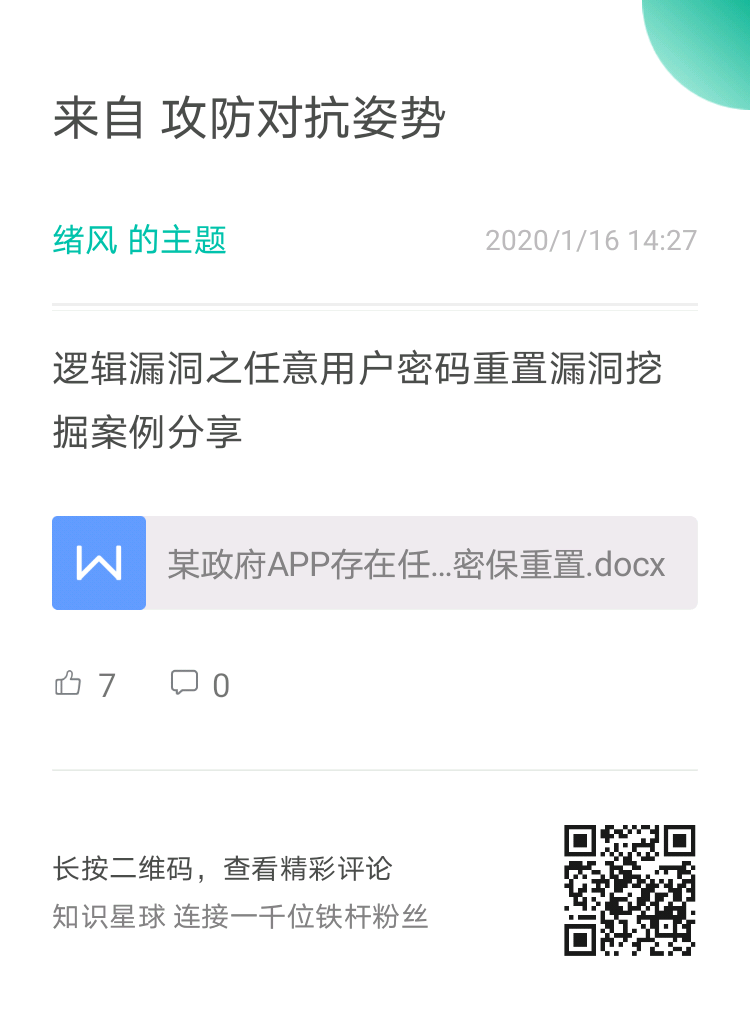 来自 攻防对抗姿势
绪风 的主题
2020/1/16 14:27
逻辑漏洞之任意用户密码重置漏洞挖
掘案例分享
某政府APP存在任...密保重置.docx
7
0
长按二维码，查看精彩评论
知识星球 连接一千位铁杆粉丝